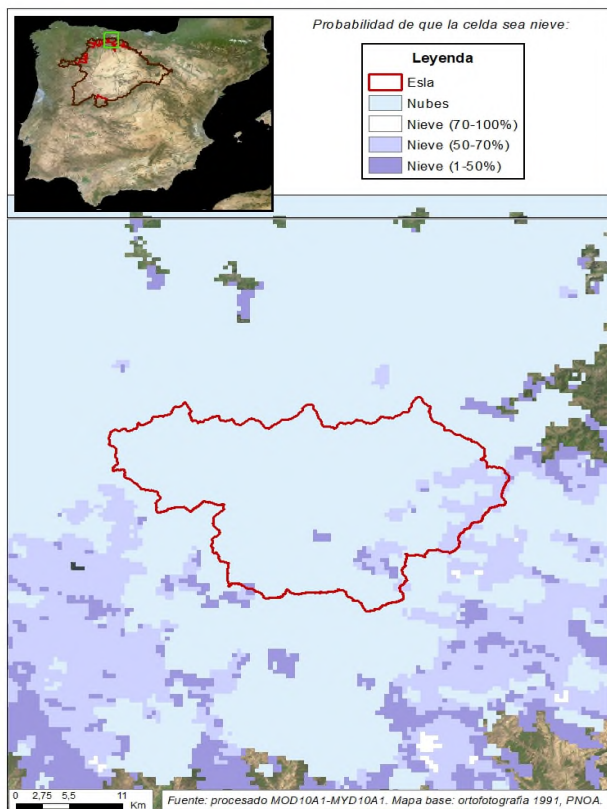 Probabilidad de que la celda sea nieve:
Leyenda
Esla
Nubes
Nieve (70-100%)
Nieve (50-70%)
Nieve (1-50%)
0 2,75 5,5 11
Km
Fuente: procesado MOD10A1-MYD10A1. Mapa base: ortofotografia 1991, PNOA